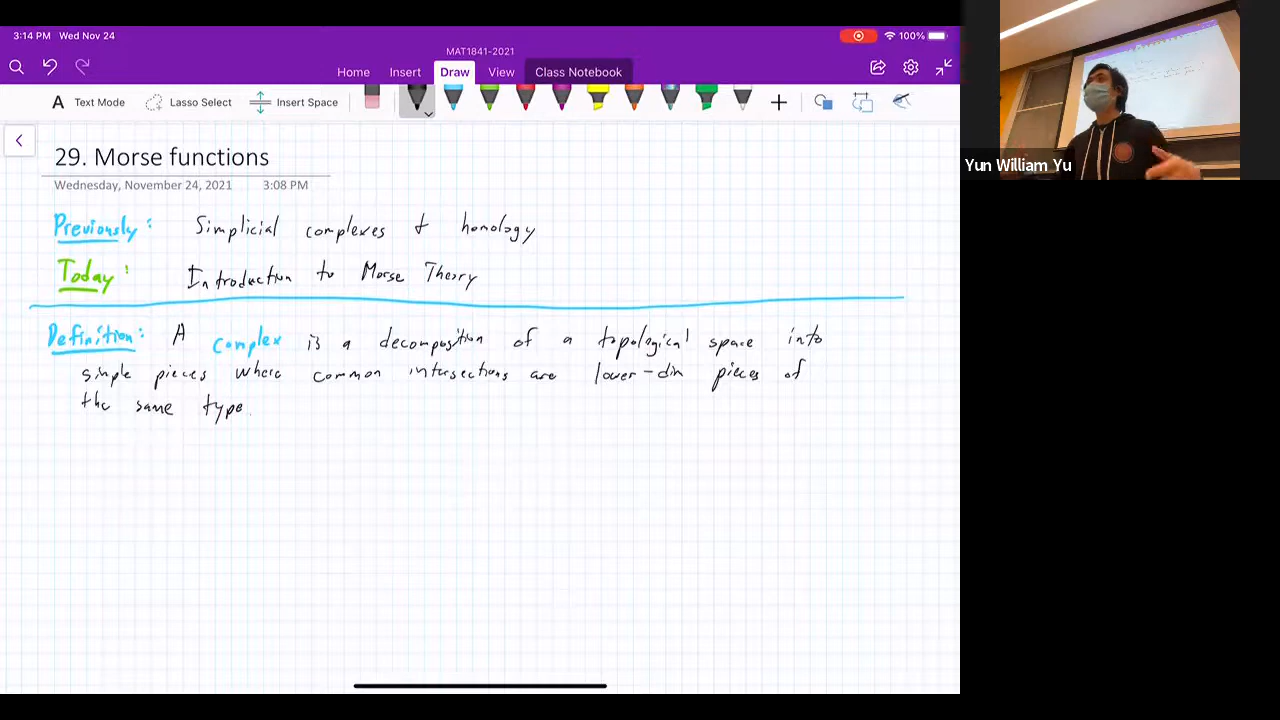 3:14 PM Wed Nov 24
100%
MAT1841-2021
Home Insert Draw View Class Notebook
Text Mode Lasso Select Insert Space
29. Morse functions
Wednesday, November 24, 2021 3:08 PM
Previously: Simplicial complexes & homology
Today: Introduction to Morse Theory
Definition: A complex is a decomposition of a topological space into
simple pieces where common intersections are lower-dim pieces of
the same type.
Yun William Yu